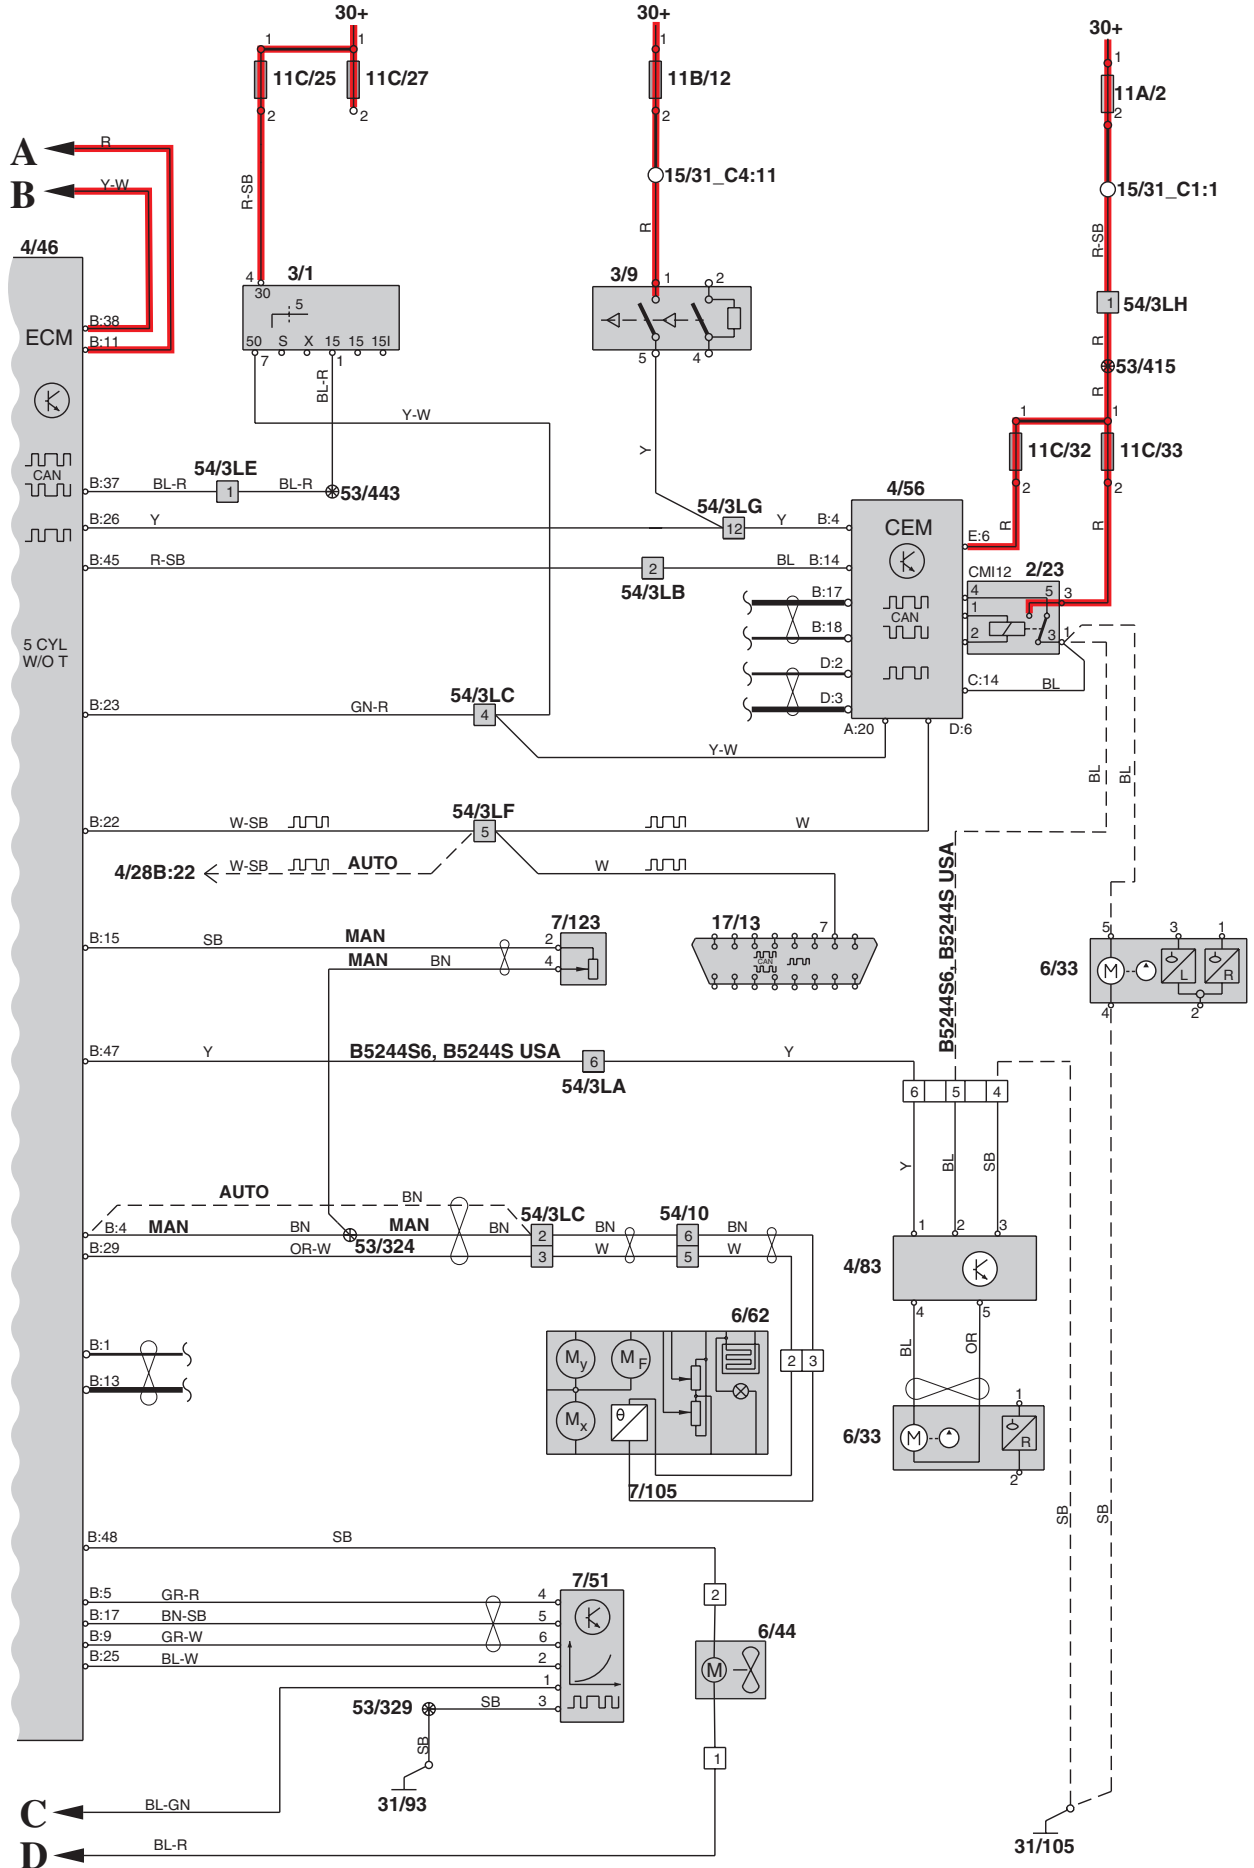 30+
30+
30+
1
1
1
1
11C/25
11C/27
11B/12
11A/2
2
2
2
2
A
R
15/31_C4:11
B
Y-W
15/31_C1:1
R-SB
R
R-SB
4/46
4
3/1
3/9
1
2
30
5
1
54/3LH
B:38
ECM
50
S
X
15
15
15I
R
B:11
7
1
5
4
53/415
BL-R
R
Y-W
1
1
Y
11C/32
11C/33
CAN
54/3LE
2
2
B:37
BL-R
1
BL-R
53/443
54/3LG
4/56
B:26
Y
12
Y
B:4
CEM
R
R
E:6
B:45
R-SB
2
BL
B:14
CMI12
2/23
54/3LB
B:17
4
5
3
CAN
1
B:18
2
3
1
5 CYL
W/O T
D:2
C:14
BL
54/3LC
D:3
B:23
GN-R
4
A:20
D:6
Y-W
BL
BL
54/3LF
B:22
W-SB
5
W
4/28B:22
W-SB
AUTO
W
B5244S6, B5244S USA
7/123
17/13
7
B:15
SB
MAN
2
5
3
1
MAN
BN
4
CAN
6/33
M
L
R
4
2
B:47
Y
B5244S6, B5244S USA
6
Y
54/3LA
6
5
4
Y
BL
SB
AUTO
BN
54/3LC
54/10
1
2
3
B:4
MAN
BN
MAN
BN
2
BN
6
BN
53/324
B:29
OR-W
3
W
5
W
4/83
6/62
4
5
B:1
My
MF
2
3
BL
OR
B:13
Mx
θ
1
6/33
M
R
7/105
2
SB
SB
B:48
SB
7/51
2
B:5
GR-R
4
B:17
BN-SB
5
6/44
B:9
GR-W
6
B:25
BL-W
2
M
1
53/329
SB
3
SB
1
31/93
C
BL-GN
31/105
D
BL-R